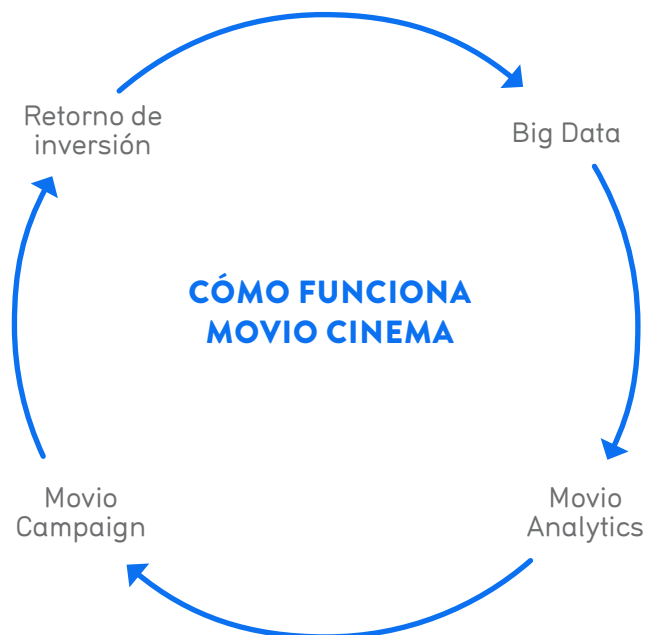 Retorno de
inversión
Big Data
CÓMO FUNCIONA
MOVIO CINEMA
Movio
Campaign
Movio
Analytics